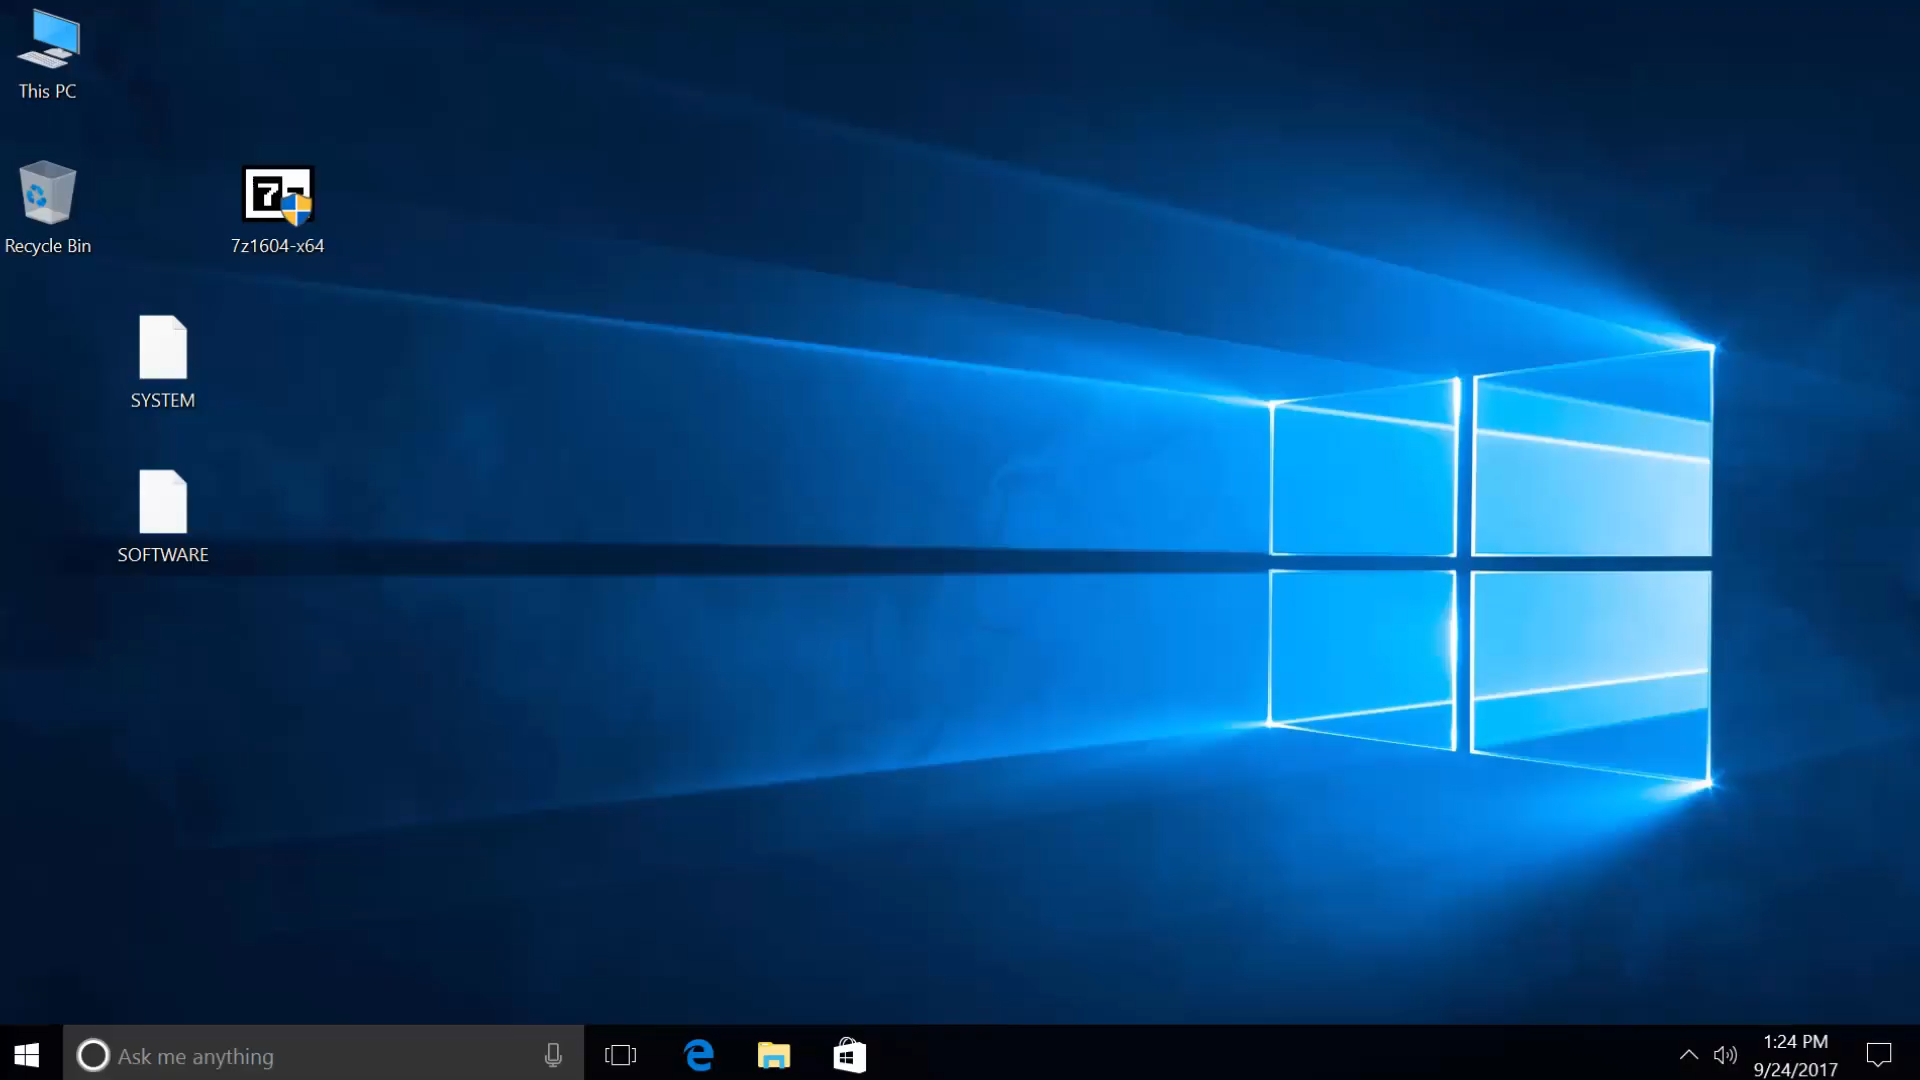 This PC
Recycle Bin
7z1604-x64
SYSTEM
SOFTWARE
Ask me anything
1:24 PM
9/24/2017